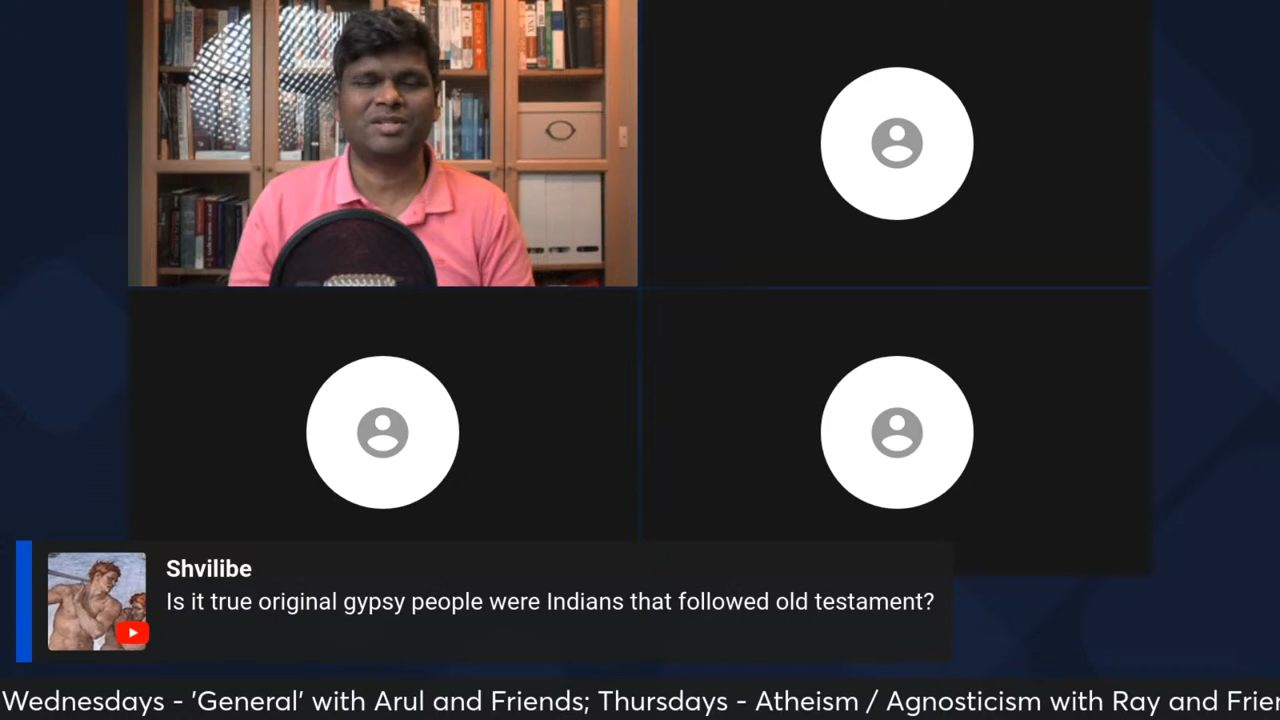 Shvilibe
Is it true original gypsy people were Indians that followed old testament?
Wednesdays - 'General' with Arul and Friends; Thursdays - Atheism / Agnosticism with Ray and Frien